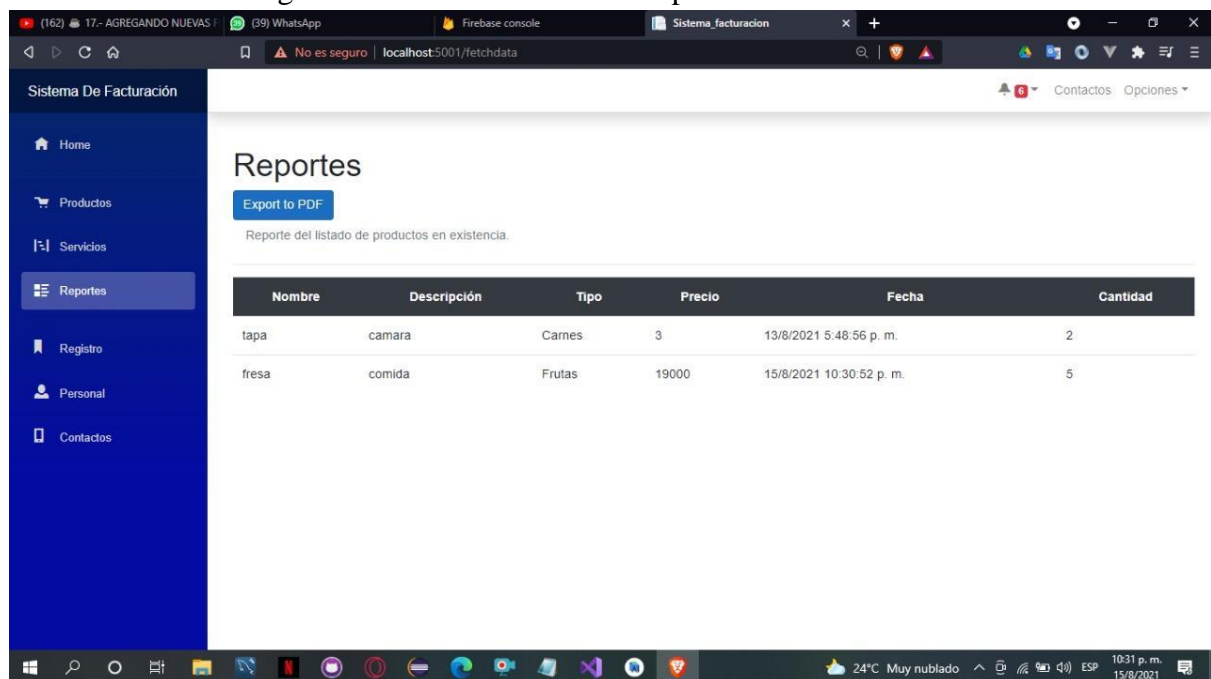 (162) 17.- AGREGANDO NUEVAS F
39 (39) WhatsApp
Firebase console
Sistema_facturacion
No es seguro | localhost:5001/fetchdata
Sistema De Facturación
6
Contactos
Opciones
Home
Productos
Servicios
Reportes
Registro
Personal
Contactos
Reportes
Export to PDF
Reporte del listado de productos en existencia.
Nombre Descripción Tipo Precio Fecha Cantidad
tapa camara Carnes 3 13/8/2021 5:48:56 p. m. 2
fresa comida Frutas 19000 15/8/2021 10:30:52 p. m. 5
24°C Muy nublado
ESP
10:31 p. m.
15/8/2021